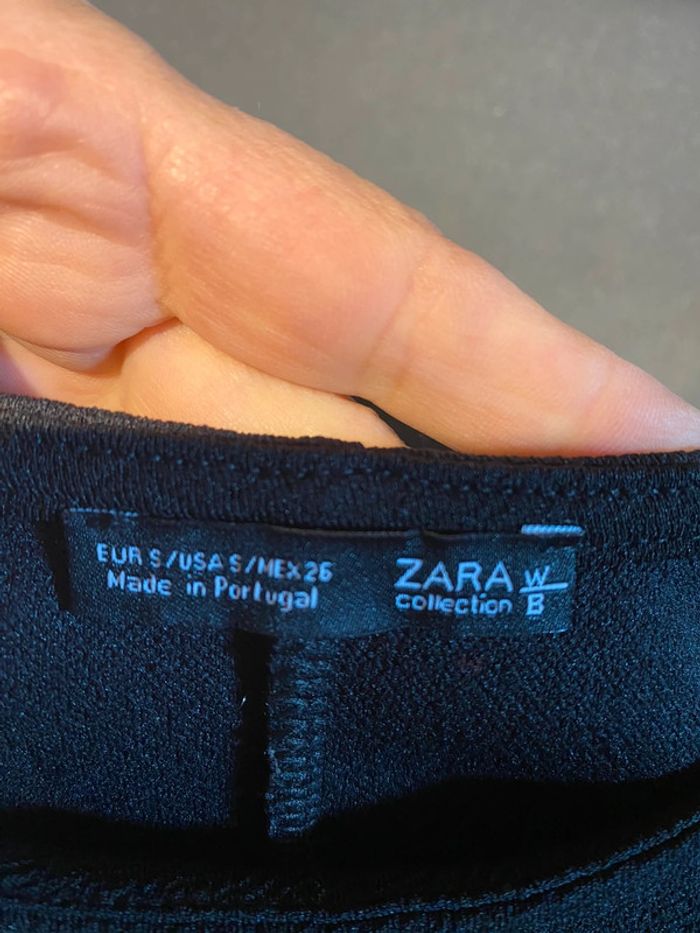 EUR S/USA S/MEX 26
Made in Portugal
ZARA W/B
collection